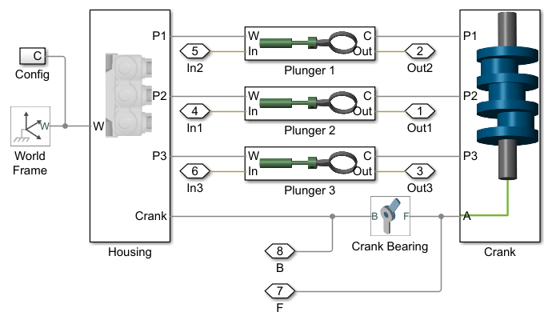 P1
W
C
P1
C
5
In
Out
2
Config
In2
Plunger 1
Out2
P2
W
C
P2
4
In
Out
1
W
W
In1
Plunger 2
Out1
World
Frame
P3
W
C
P3
6
In
Out
3
In3
Plunger 3
Out3
Crank
B
F
A
Housing
8
Crank Bearing
Crank
B
7
F